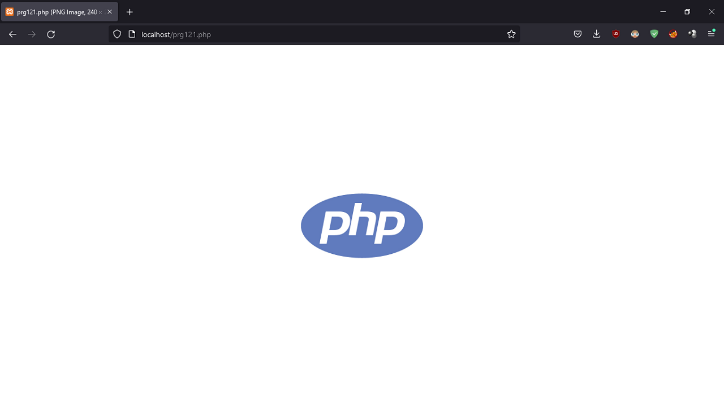 prg121.php (PNG Image, 240 ×
localhost/prg121.php
php